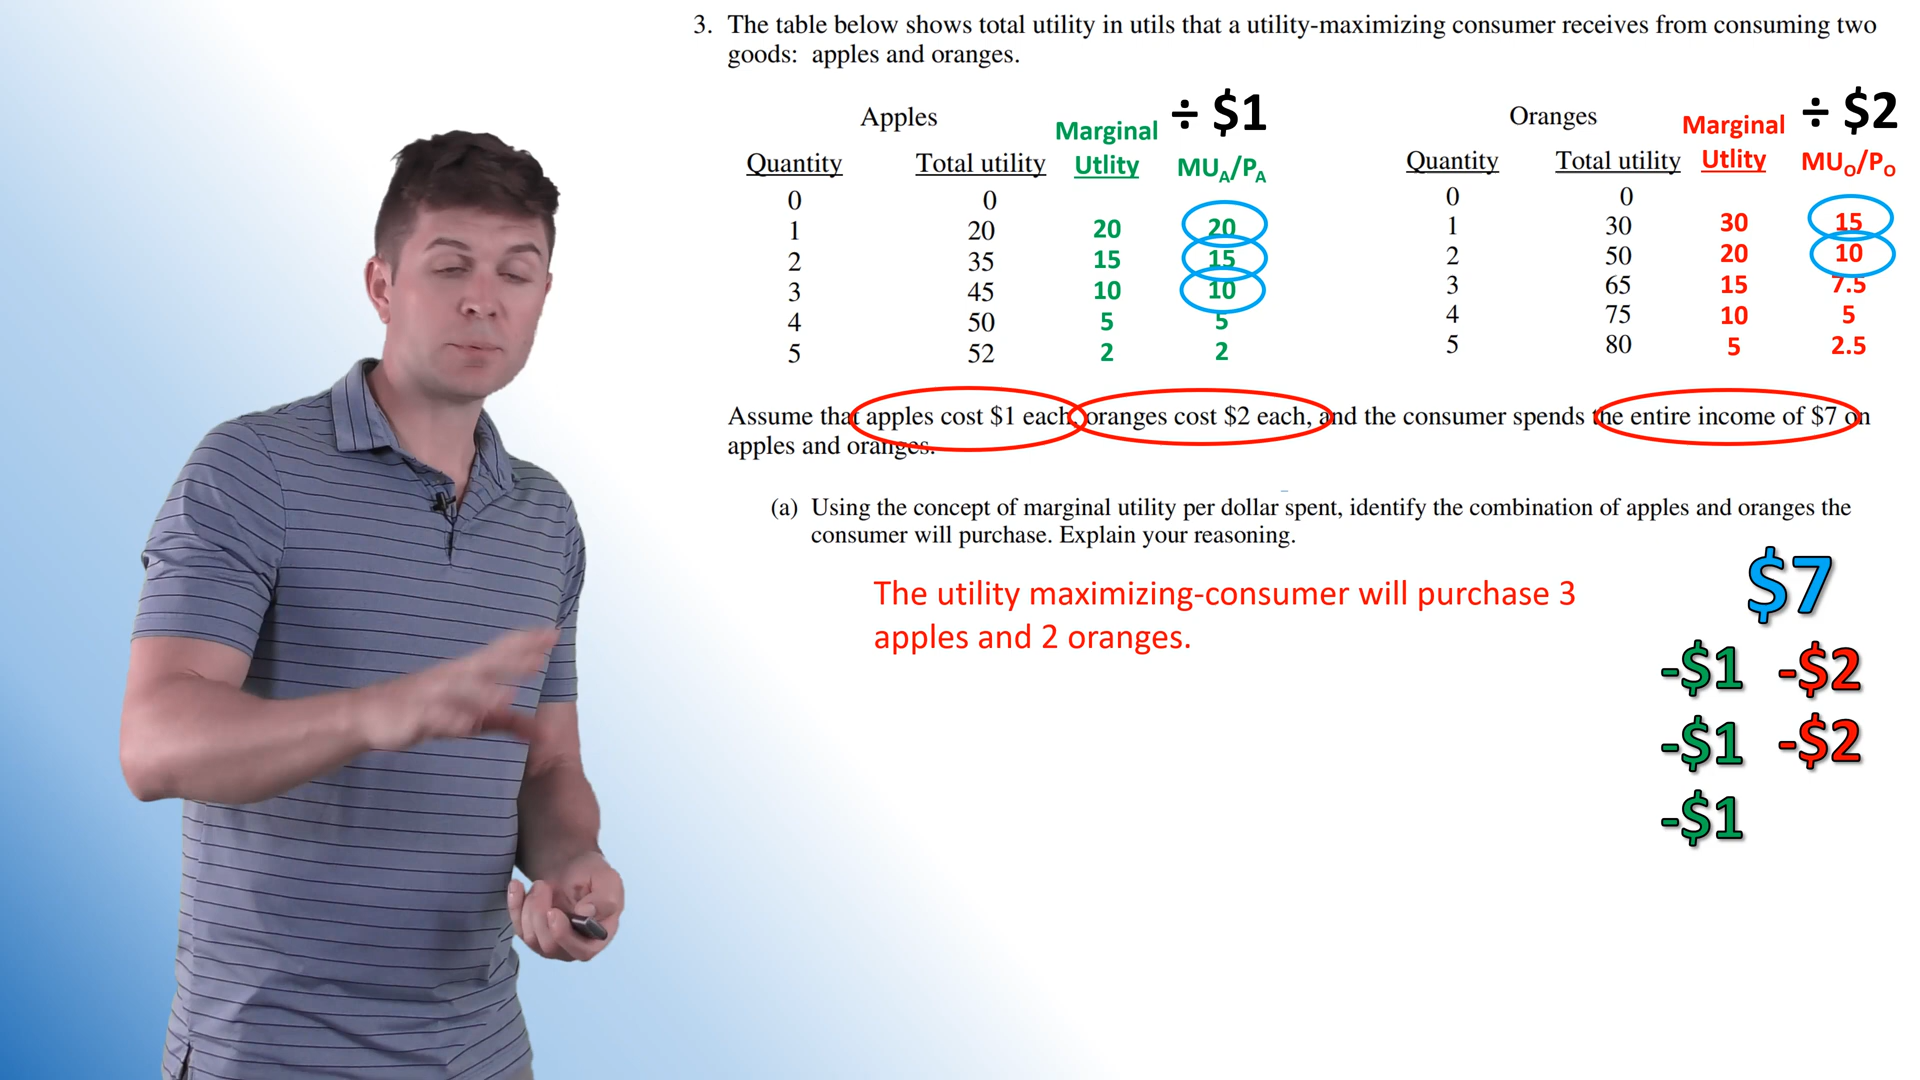 3. The table below shows total utility in utils that a utility-maximizing consumer receives from consuming two
goods: apples and oranges.
Apples Marginal ÷ $1 Oranges Marginal ÷ $2
Quantity Total utility Utlity MUA/PA Quantity Total utility Utlity MUO/PO
0 0 0 0
1 20 20 20 1 30 30 15
2 35 15 15 2 50 20 10
3 45 10 10 3 65 15 7.5
4 50 5 5 4 75 10 5
5 52 2 2 5 80 5 2.5
Assume that apples cost $1 each, oranges cost $2 each, and the consumer spends the entire income of $7 on
apples and oranges.
(a) Using the concept of marginal utility per dollar spent, identify the combination of apples and oranges the
consumer will purchase. Explain your reasoning.
The utility maximizing-consumer will purchase 3
apples and 2 oranges.
$7
-$1 -$2
-$1 -$2
-$1